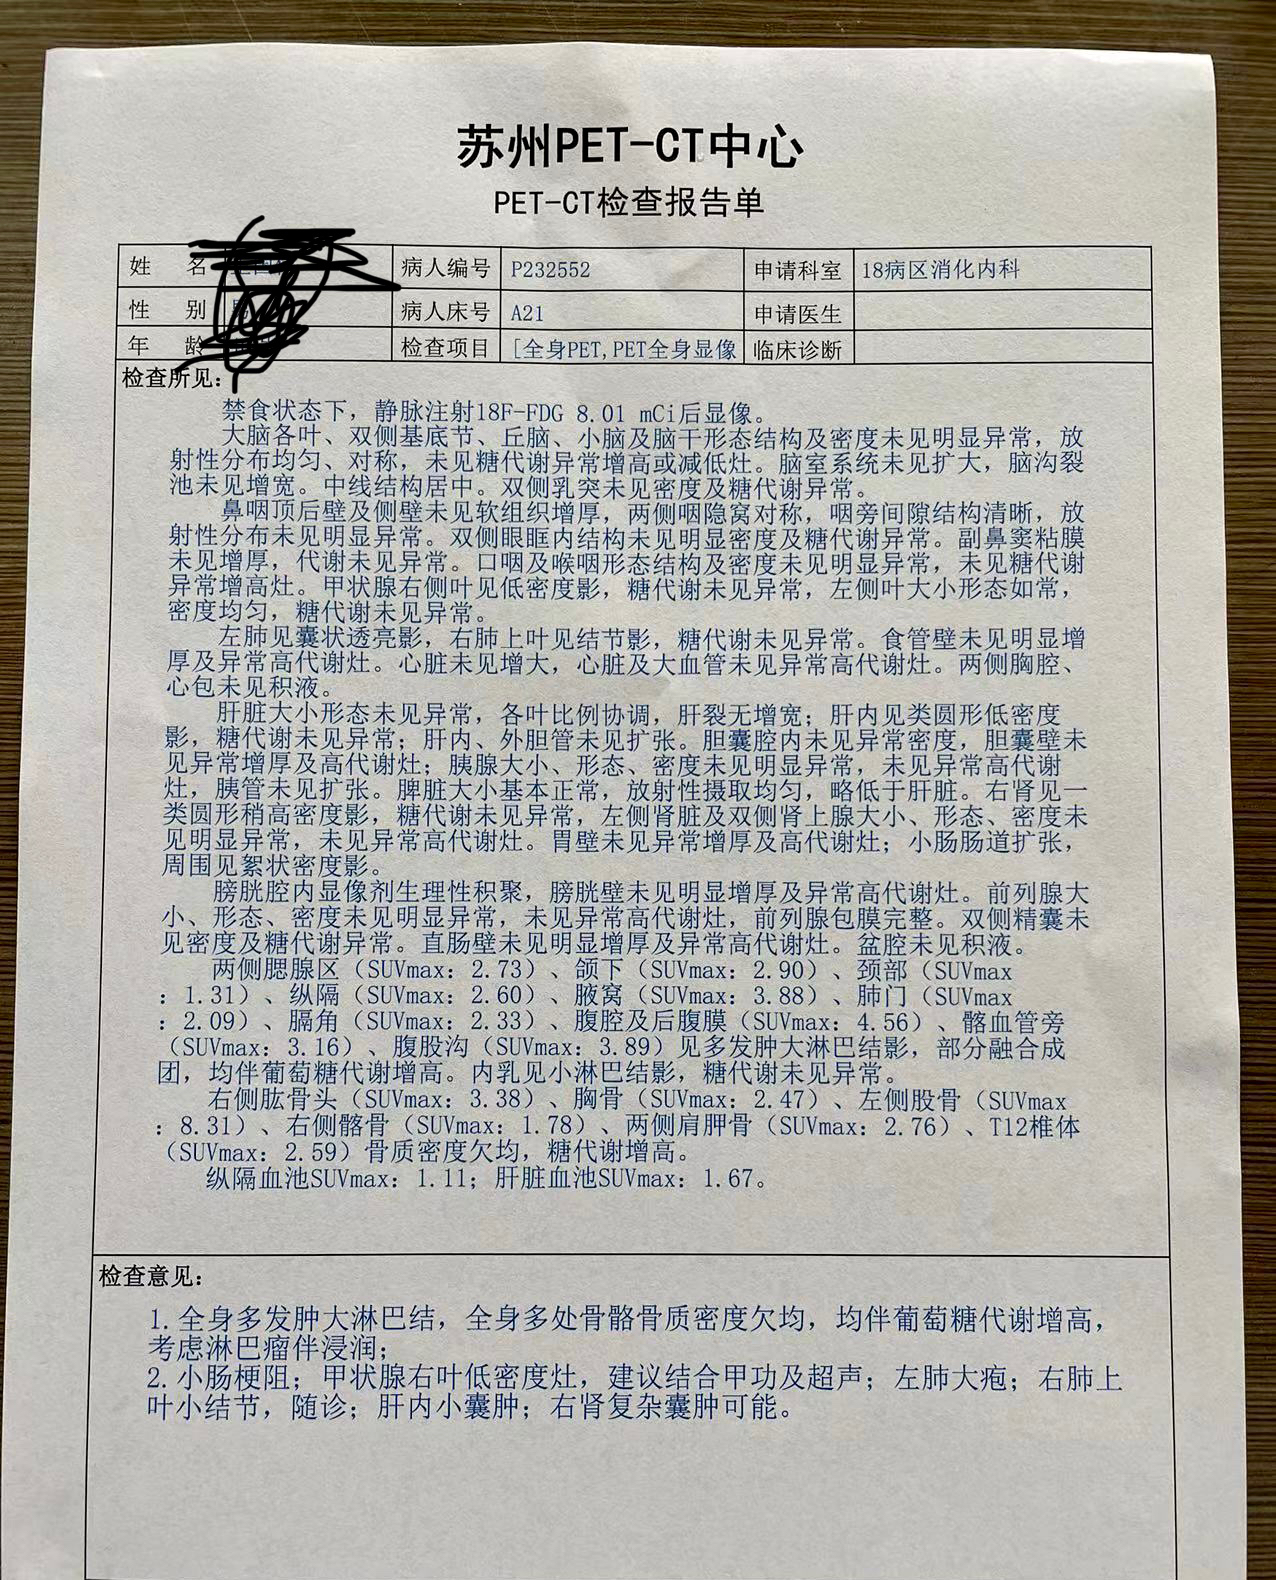 苏州PET-CT中心
PET-CT检查报告单
姓 名 病人编号 P232552 申请科室 18病区消化内科
性 别 病人床号 A21 申请医生
年 龄 检查项目 [全身PET,PET全身显像 临床诊断
检查所见:
禁食状态下，静脉注射18F-FDG 8.01 mCi后显像。
大脑各叶、双侧基底节、丘脑、小脑及脑干形态结构及密度未见明显异常，放
射性分布均匀、对称，未见糖代谢异常增高或减低灶。脑室系统未见扩大，脑沟裂
池未见增宽。中线结构居中。双侧乳突未见密度及糖代谢异常。
鼻咽顶后壁及侧壁未见软组织增厚，两侧咽隐窝对称，咽旁间隙结构清晰，放
射性分布未见明显异常。双侧眼眶内结构未见明显密度及糖代谢异常。副鼻窦粘膜
未见增厚，代谢未见异常。口咽及喉咽形态结构及密度未见明显异常，未见糖代谢
异常增高灶。甲状腺右侧叶见低密度影，糖代谢未见异常，左侧叶大小形态如常，
密度均匀，糖代谢未见异常。
左肺见囊状透亮影，右肺上叶见结节影，糖代谢未见异常。食管壁未见明显增
厚及异常高代谢灶。心脏未见增大，心脏及大血管未见异常高代谢灶。两侧胸腔、
心包未见积液。
肝脏大小形态未见异常，各叶比例协调，肝裂无增宽；肝内见类圆形低密度
影，糖代谢未见异常；肝内、外胆管未见扩张。胆囊腔内未见异常密度，胆囊壁未
见异常增厚及高代谢灶；胰腺大小、形态、密度未见明显异常，未见异常高代谢
灶，胰管未见扩张。脾脏大小基本正常，放射性摄取均匀，略低于肝脏。右肾见一
类圆形稍高密度影，糖代谢未见异常，左侧肾脏及双侧肾上腺大小、形态、密度未
见明显异常，未见异常高代谢灶。胃壁未见异常增厚及高代谢灶；小肠肠道扩张，
周围见絮状密度影。
膀胱腔内显像剂生理性积聚，膀胱壁未见明显增厚及异常高代谢灶。前列腺大
小、形态、密度未见明显异常，未见异常高代谢灶，前列腺包膜完整。双侧精囊未
见密度及糖代谢异常。直肠壁未见明显增厚及异常高代谢灶。盆腔未见积液。
两侧腮腺区（SUVmax：2.73）、颌下（SUVmax：2.90）、颈部（SUVmax
：1.31）、纵隔（SUVmax：2.60）、腋窝（SUVmax：3.88）、肺门（SUVmax
：2.09）、膈角（SUVmax：2.33）、腹腔及后腹膜（SUVmax：4.56）、髂血管旁
（SUVmax：3.16）、腹股沟（SUVmax：3.89）见多发肿大淋巴结影，部分融合成
团，均伴葡萄糖代谢增高。内乳见小淋巴结影，糖代谢未见异常。
右侧肱骨头（SUVmax：3.38）、胸骨（SUVmax：2.47）、左侧股骨（SUVmax
：8.31）、右侧髂骨（SUVmax：1.78）、两侧肩胛骨（SUVmax：2.76）、T12椎体
（SUVmax：2.59）骨质密度欠均，糖代谢增高。
纵隔血池SUVmax：1.11；肝脏血池SUVmax：1.67。
检查意见:
1.全身多发肿大淋巴结，全身多处骨骼骨质密度欠均，均伴葡萄糖代谢增高，
考虑淋巴瘤伴浸润；
2.小肠梗阻；甲状腺右叶低密度灶，建议结合甲功及超声；左肺大疱；右肺上
叶小结节，随诊；肝内小囊肿；右肾复杂囊肿可能。